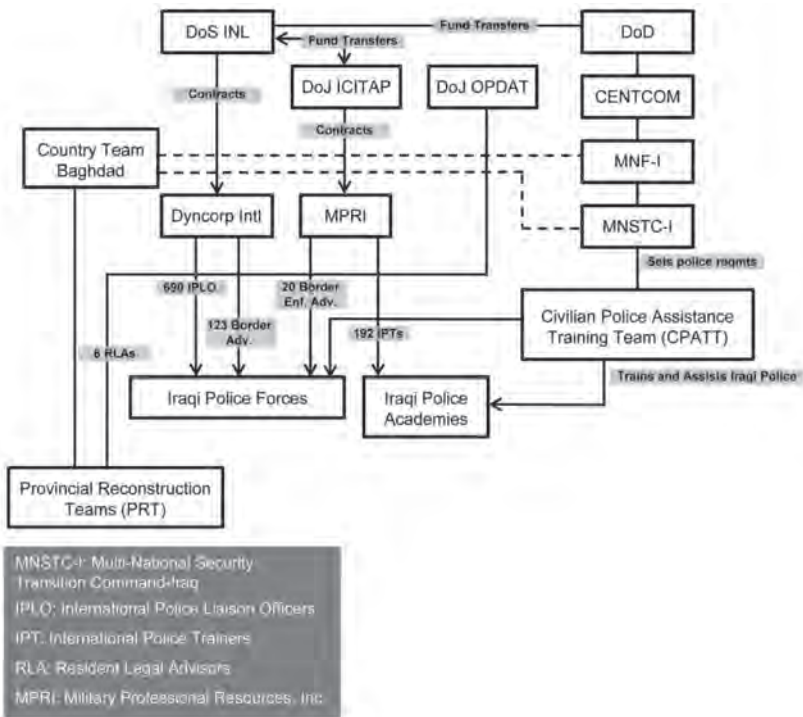 DoS INL
Fund Transfers
DoD
Fund Transfers
DoJ ICITAP
DoJ OPDAT
CENTCOM
Contracts
Contracts
Country Team
Baghdad
MNF-I
Dyncorp Intl
MPRI
MNSTC-I
Sets police rqmts
690 IPLO
20 Border
Enf. Adv.
123 Border
Adv.
192 IPTs
Civilian Police Assistance
Training Team (CPATT)
6 RLAs
Trains and Assists Iraqi Police
Iraqi Police Forces
Iraqi Police
Academies
Provincial Reconstruction
Teams (PRT)
MNSTC-I: Multi-National Security
Transition Command-Iraq
IPLO: International Police Liaison Officers
IPT: International Police Trainers
RLA: Resident Legal Advisors
MPRI: Military Professional Resources, Inc